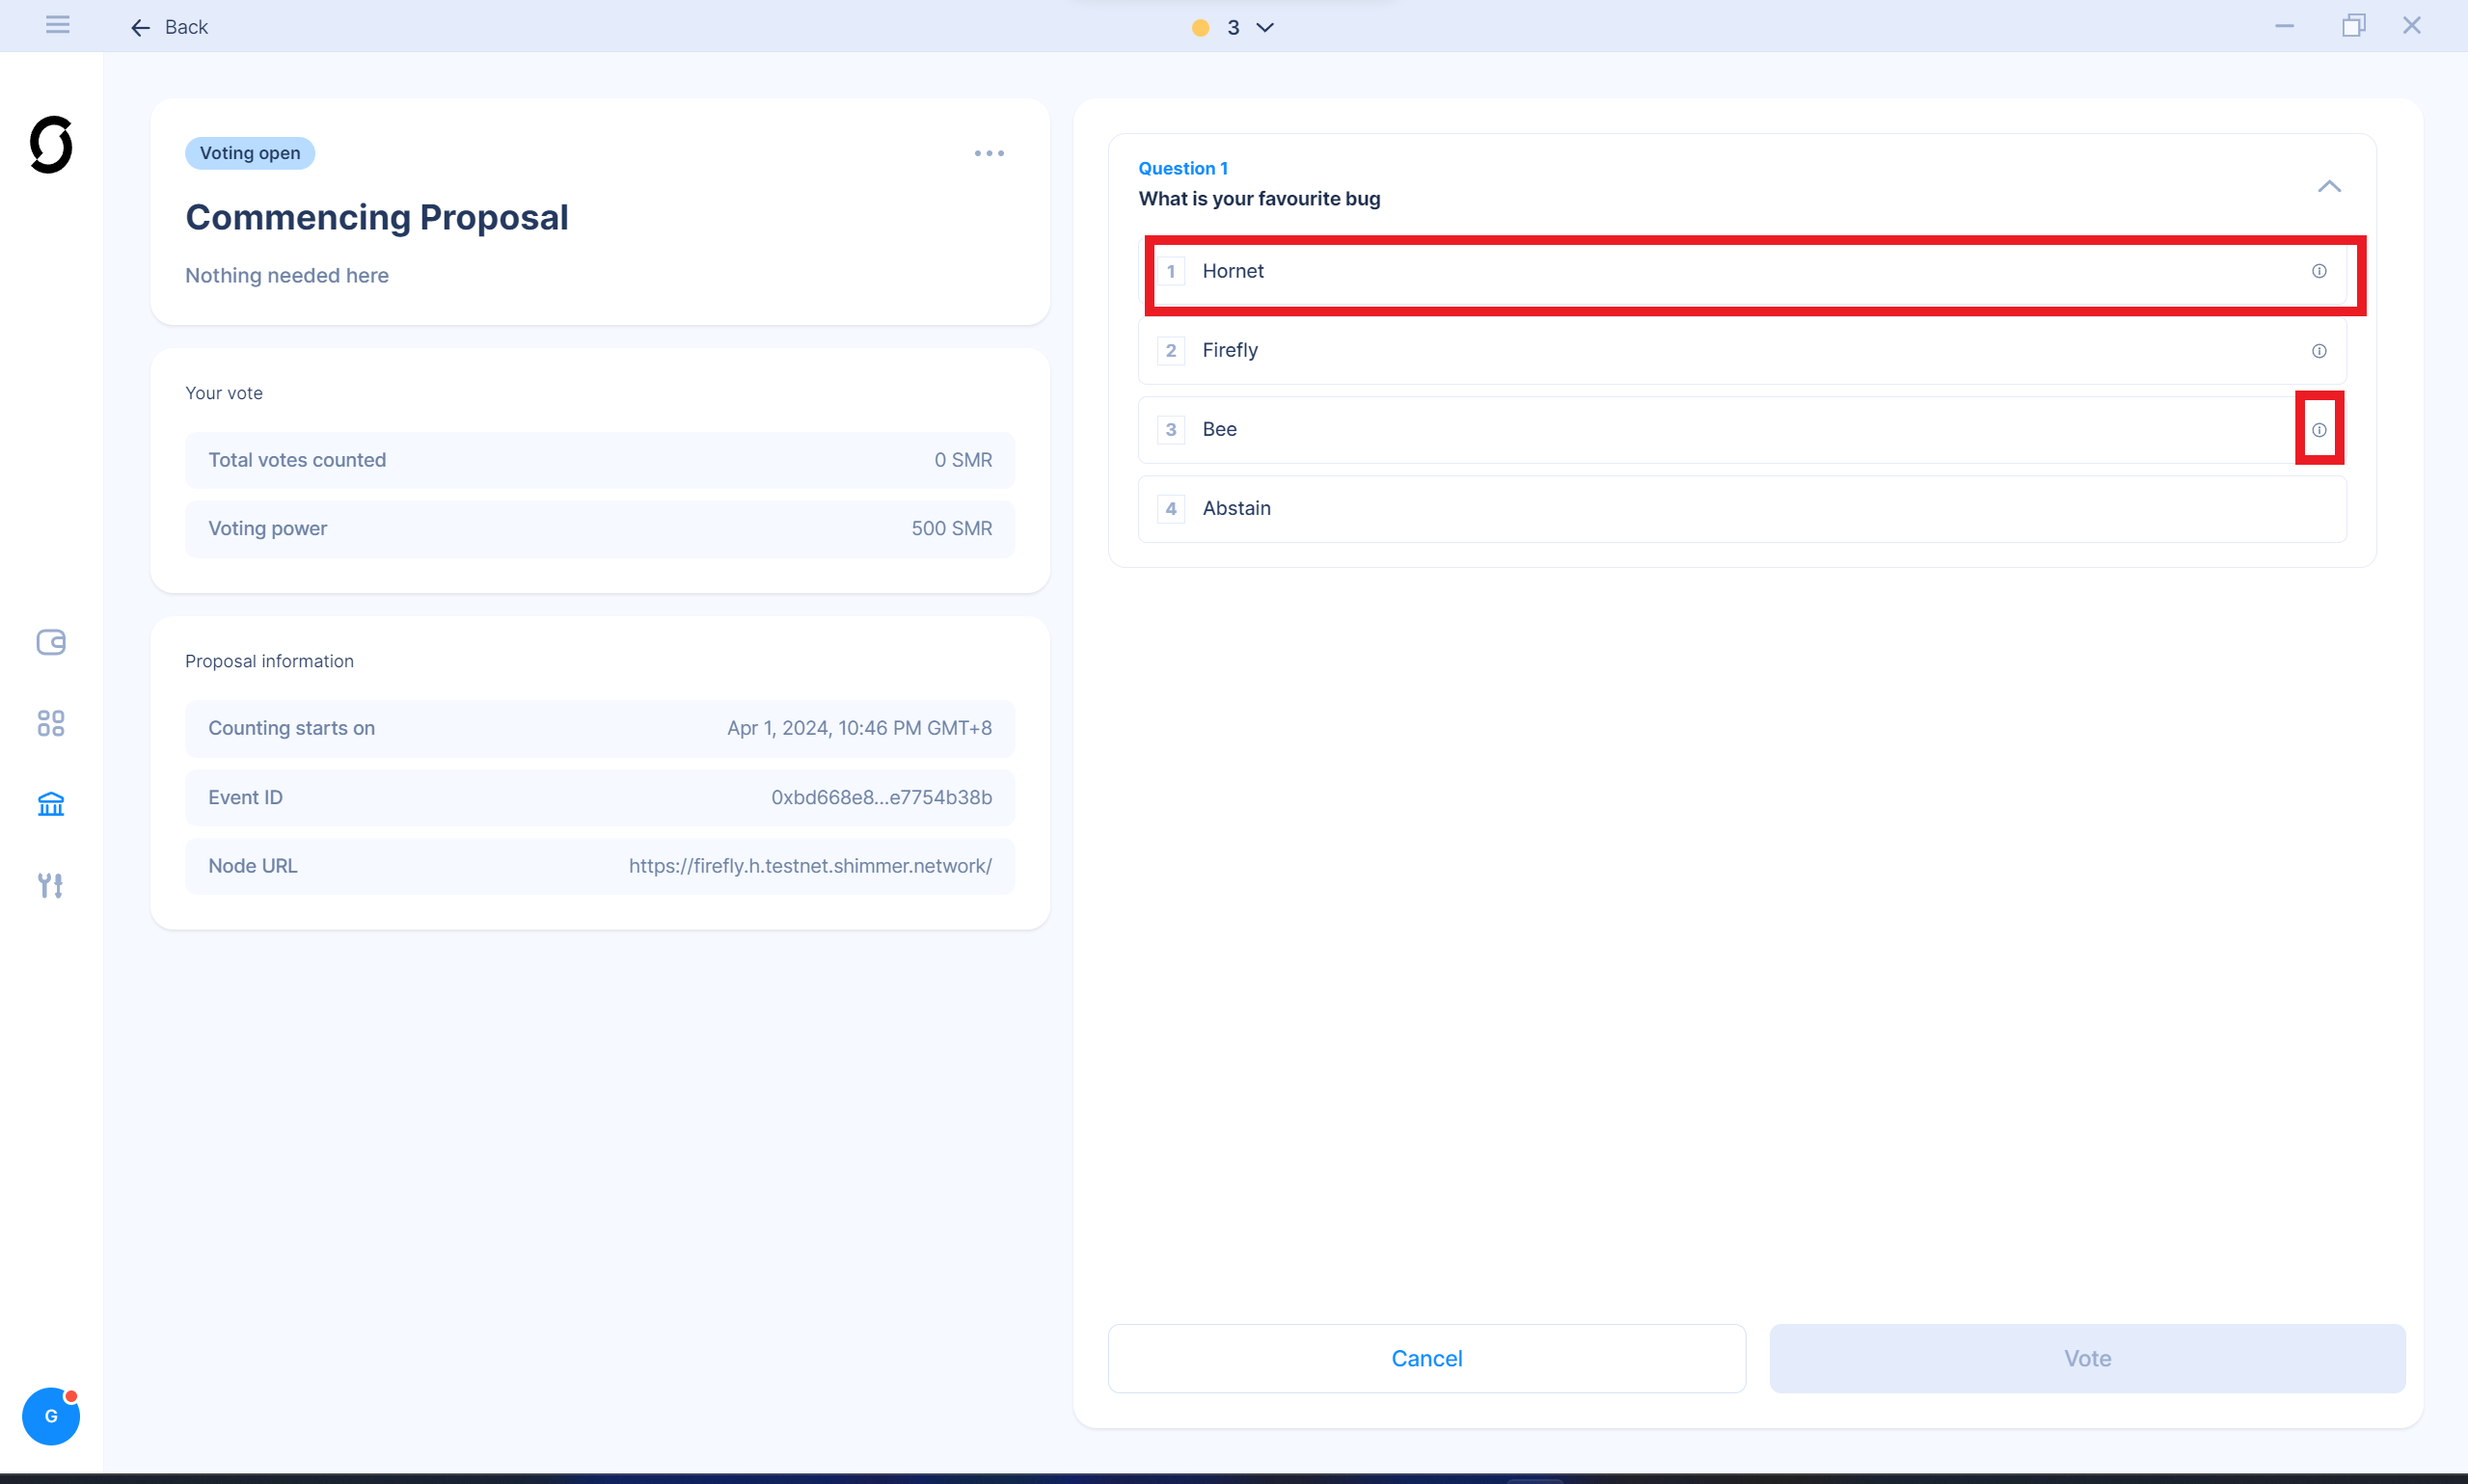 Back
3
Voting open
Commencing Proposal
Nothing needed here
Your vote
Total votes counted 0 SMR
Voting power 500 SMR
Proposal information
Counting starts on Apr 1, 2024, 10:46 PM GMT+8
Event ID 0xbd668e8...e7754b38b
Node URL https://firefly.h.testnet.shimmer.network/
G
Question 1
What is your favourite bug
1 Hornet
2 Firefly
3 Bee
4 Abstain
Cancel Vote